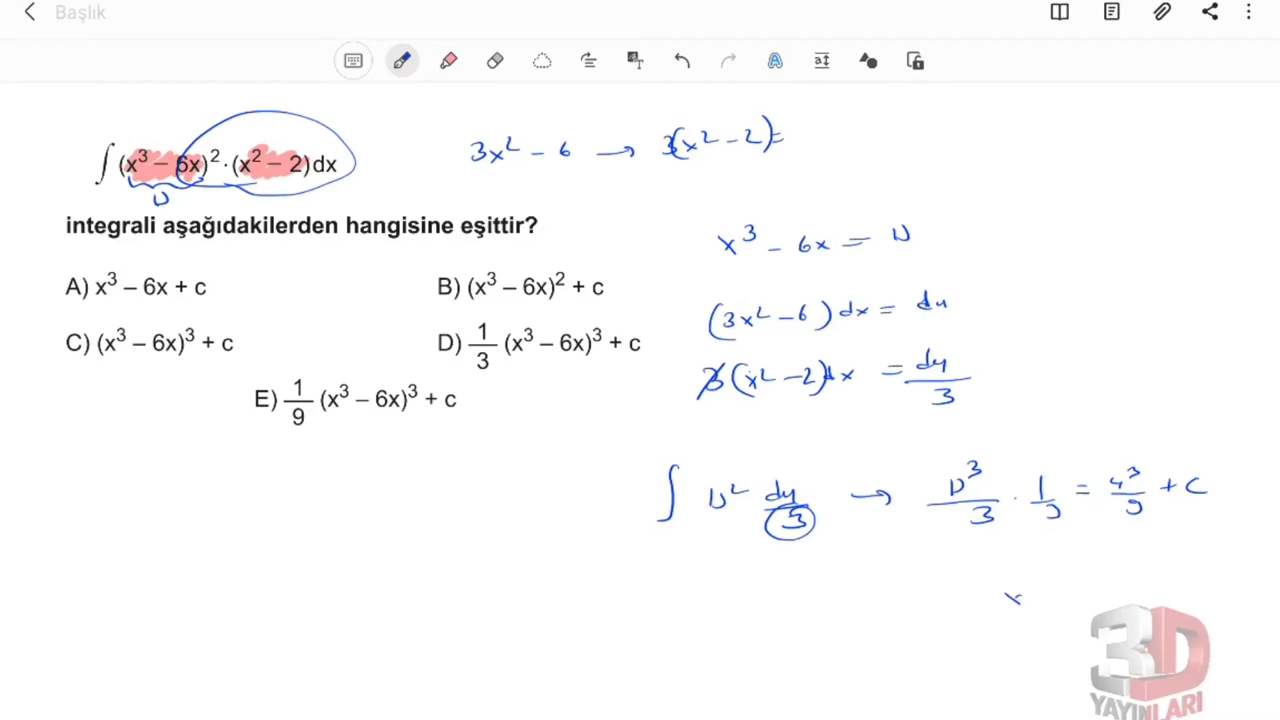 Başlık
∫(x³ – 6x)²·(x² – 2)dx
u
3x² – 6 → 3(x² – 2)=
integrali aşağıdakilerden hangisine eşittir?
x³ – 6x = u
A) x³ – 6x + c
B) (x³ – 6x)² + c
(3x² – 6)dx = du
C) (x³ – 6x)³ + c
D) 1/3 (x³ – 6x)³ + c
3(x² – 2)dx = du/3
E) 1/9 (x³ – 6x)³ + c
∫ u² du/3 → u³/3 · 1/3 = u³/9 + c
x
3D
YAYINLARI